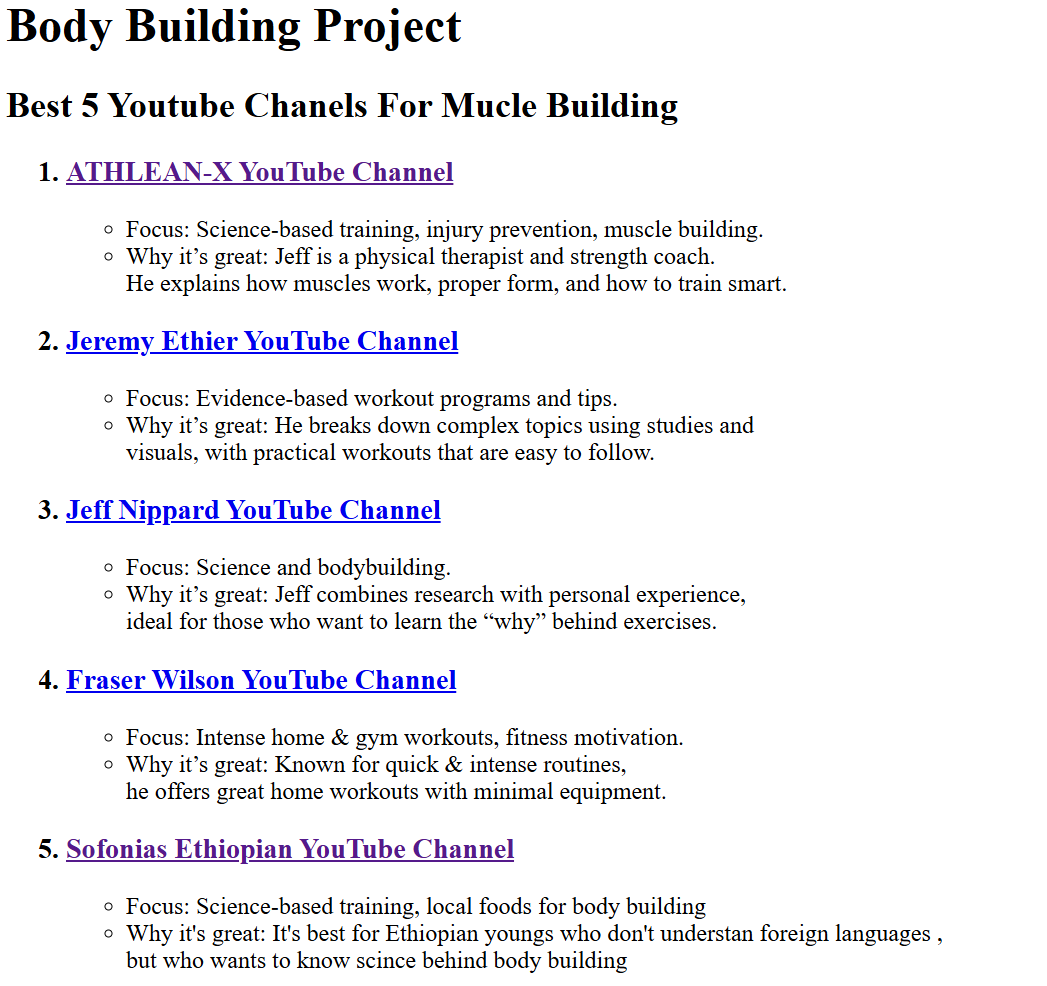 Body Building Project
Best 5 Youtube Chanels For Mucle Building
1. ATHLEAN-X YouTube Channel
Focus: Science-based training, injury prevention, muscle building.
Why it’s great: Jeff is a physical therapist and strength coach.
He explains how muscles work, proper form, and how to train smart.
2. Jeremy Ethier YouTube Channel
Focus: Evidence-based workout programs and tips.
Why it’s great: He breaks down complex topics using studies and
visuals, with practical workouts that are easy to follow.
3. Jeff Nippard YouTube Channel
Focus: Science and bodybuilding.
Why it’s great: Jeff combines research with personal experience,
ideal for those who want to learn the “why” behind exercises.
4. Fraser Wilson YouTube Channel
Focus: Intense home & gym workouts, fitness motivation.
Why it’s great: Known for quick & intense routines,
he offers great home workouts with minimal equipment.
5. Sofonias Ethiopian YouTube Channel
Focus: Science-based training, local foods for body building
Why it's great: It's best for Ethiopian youngs who don't understan foreign languages ,
but who wants to know scince behind body building